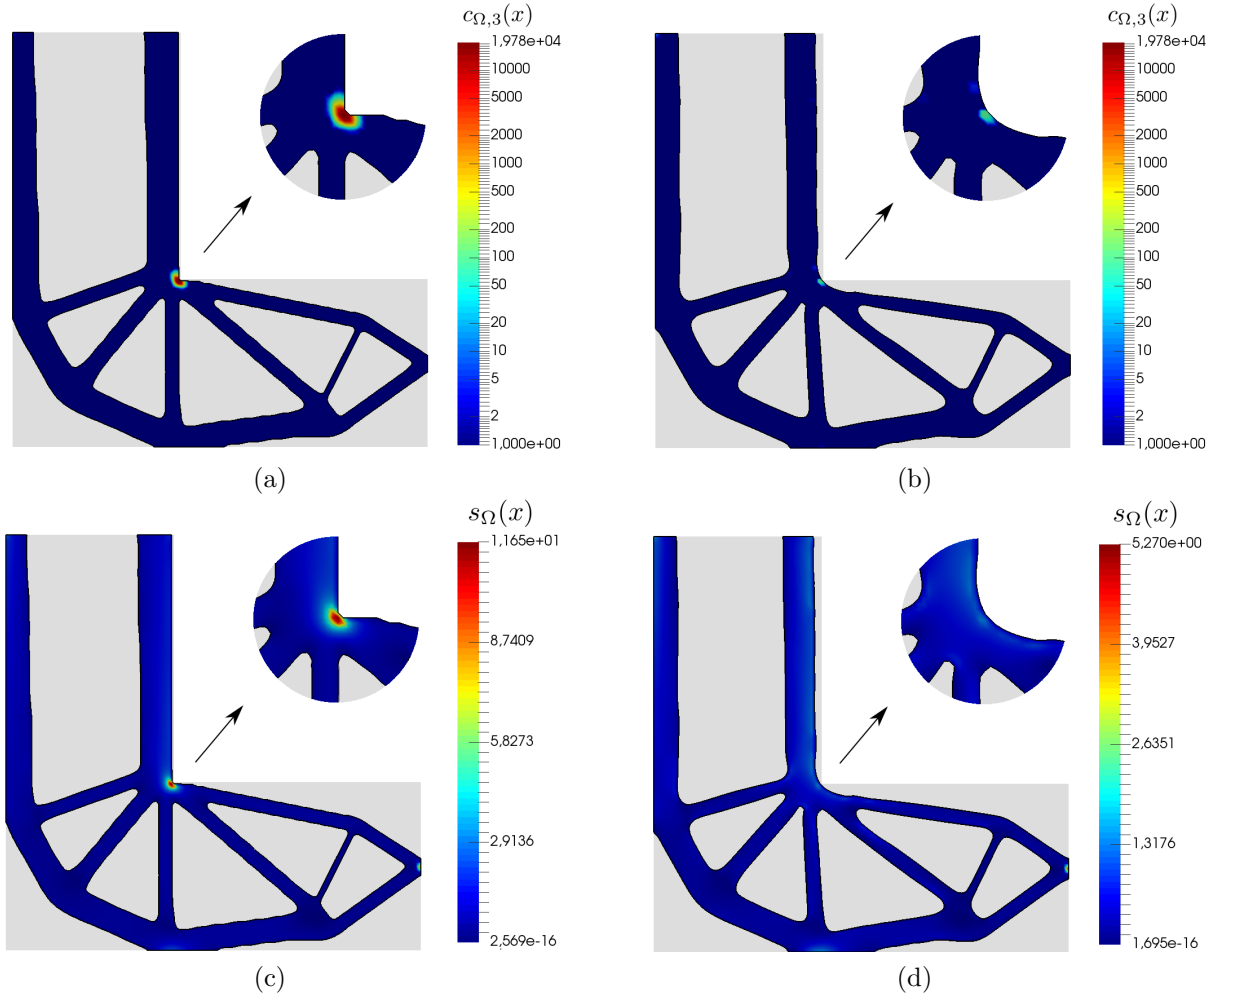 c_{Ω,3}(x)
1,978e+04
10000
5000
2000
1000
500
200
100
50
20
10
5
2
1,000e+00
(a)
c_{Ω,3}(x)
1,978e+04
10000
5000
2000
1000
500
200
100
50
20
10
5
2
1,000e+00
(b)
s_Ω(x)
1,165e+01
8.7409
5.8273
2.9136
2,569e-16
(c)
s_Ω(x)
5,270e+00
3,9527
2,6351
1,3176
1,695e-16
(d)